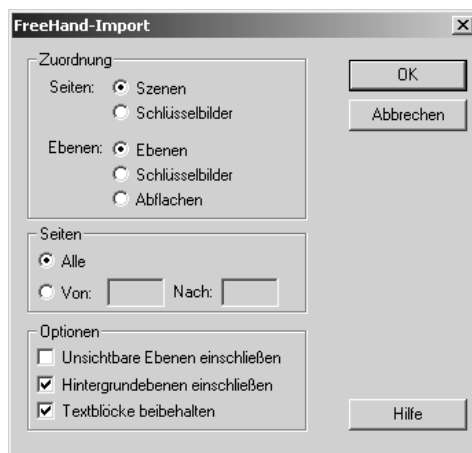 FreeHand-Import
Zuordnung
Seiten: Szenen
Schlüsselbilder
Ebenen: Ebenen
Schlüsselbilder
Abflachen
Seiten
Alle
Von: Nach:
Optionen
Unsichtbare Ebenen einschließen
Hintergrundebenen einschließen
Textblöcke beibehalten
OK
Abbrechen
Hilfe